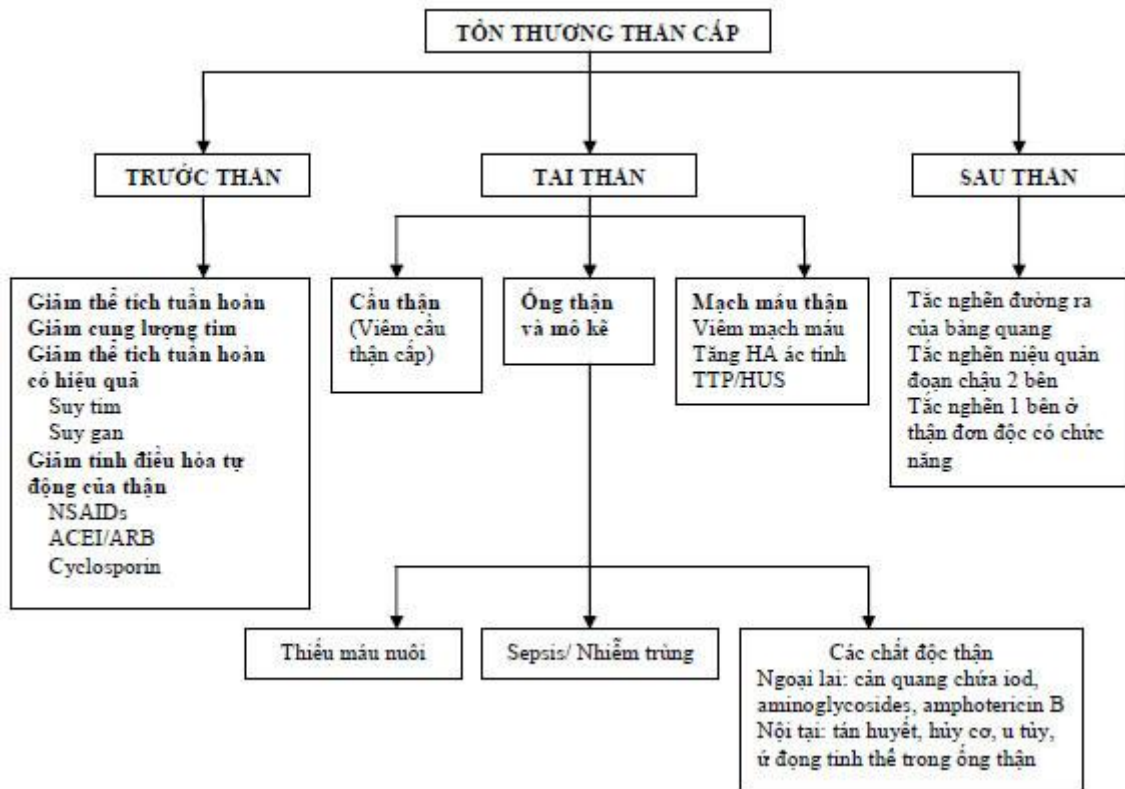 TỔN THƯƠNG THẬN CẤP
TRƯỚC THẬN
TẠI THẬN
SAU THẬN
Giảm thể tích tuần hoàn
Giảm cung lượng tim
Giảm thể tích tuần hoàn
có hiệu quả
Suy tim
Suy gan
Giảm tính điều hòa tự
động của thận
NSAIDs
ACEI/ARB
Cyclosporin
Cầu thận
(Viêm cầu
thận cấp)
Ống thận
và mô kẽ
Mạch máu thận
Viêm mạch máu
Tăng HA ác tính
TTP/HUS
Tắc nghẽn đường ra
của bàng quang
Tắc nghẽn niệu quản
đoạn chậu 2 bên
Tắc nghẽn 1 bên ở
thận đơn độc có chức
năng
Thiếu máu nuôi
Sepsis/ Nhiễm trùng
Các chất độc thận
Ngoại lai: cản quang chứa iod,
aminoglycosides, amphotericin B
Nội tại: tán huyết, hủy cơ, u tủy,
ứ đọng tinh thể trong ống thận